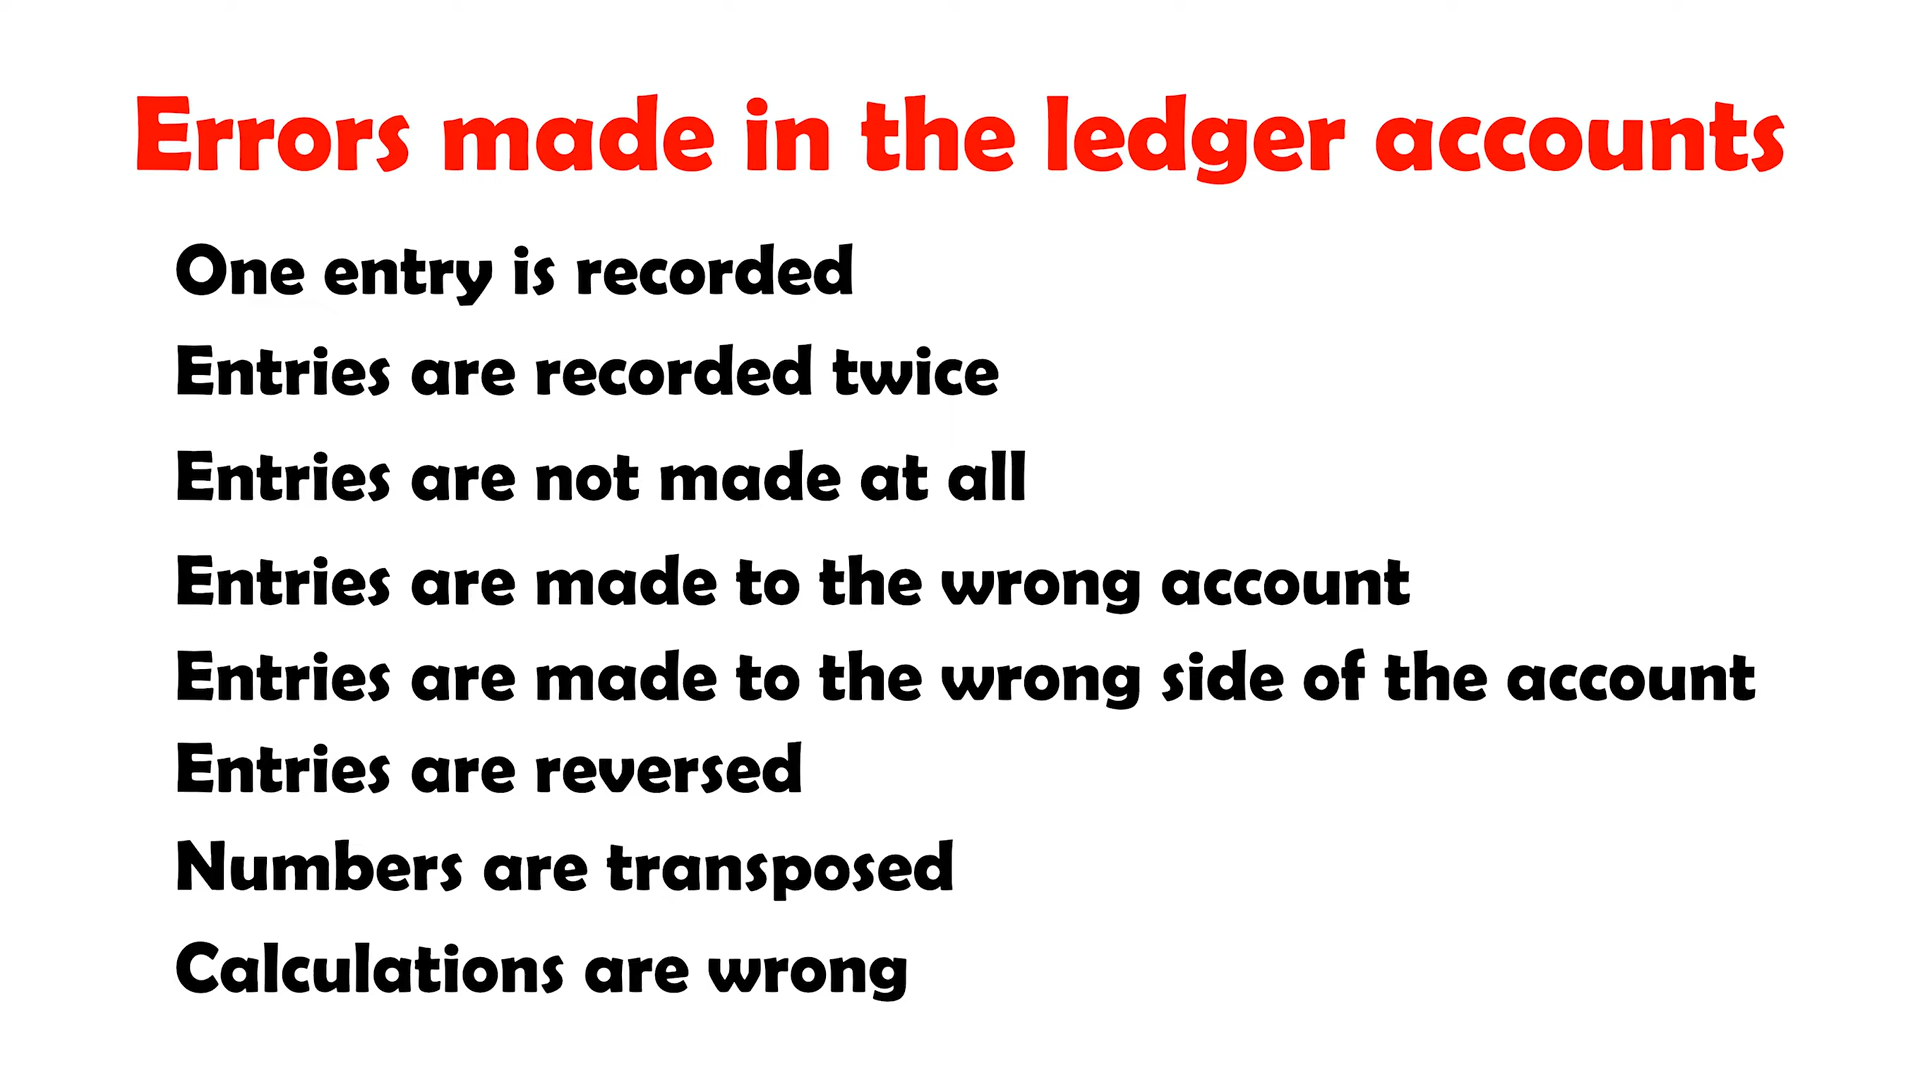 Errors made in the ledger accounts
One entry is recorded
Entries are recorded twice
Entries are not made at all
Entries are made to the wrong account
Entries are made to the wrong side of the account
Entries are reversed
Numbers are transposed
Calculations are wrong